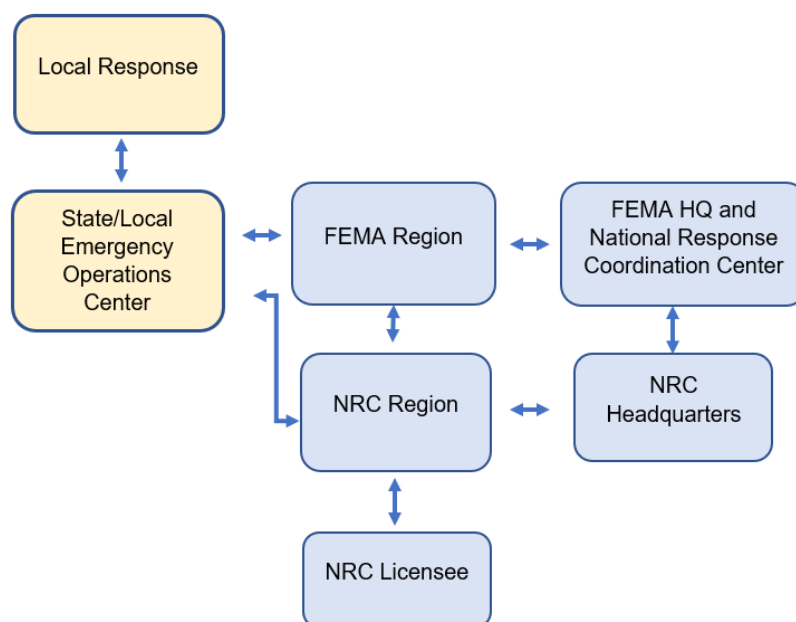 Local Response
State/Local
Emergency
Operations
Center
FEMA Region
FEMA HQ and
National Response
Coordination Center
NRC Region
NRC
Headquarters
NRC Licensee